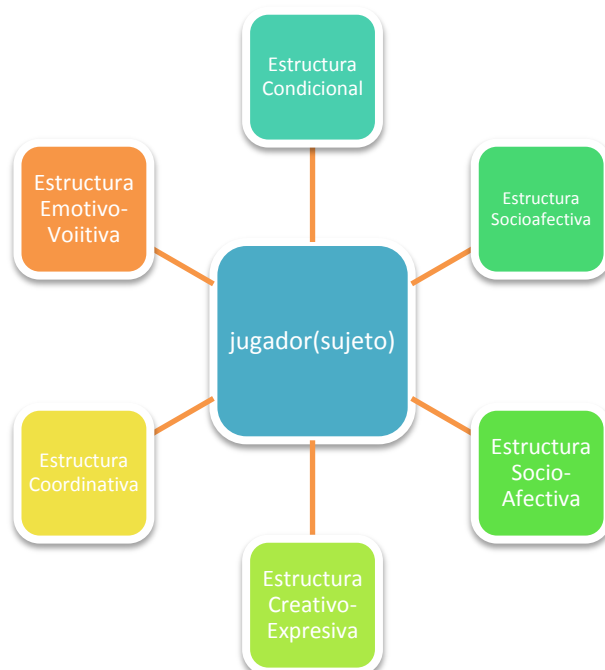 Estructura
Condicional
Estructura
Emotivo-
Voiitiva
Estructura
Socioafectiva
jugador(sujeto)
Estructura
Coordinativa
Estructura
Socio-
Afectiva
Estructura
Creativo-
Expresiva